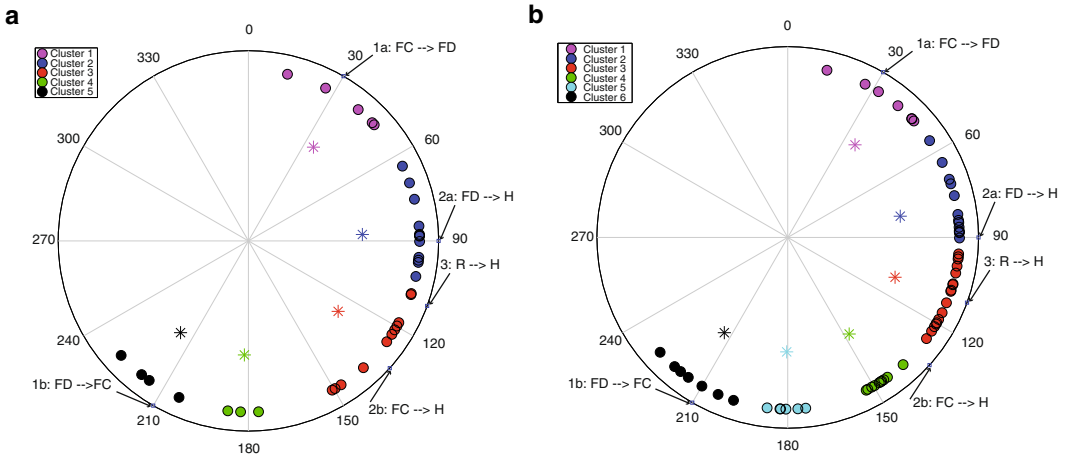 a
Cluster 1
Cluster 2
Cluster 3
Cluster 4
Cluster 5
0
30
60
90
120
150
180
210
240
270
300
330
1a: FC --> FD
2a: FD --> H
3: R --> H
2b: FC --> H
1b: FD -->FC
b
Cluster 1
Cluster 2
Cluster 3
Cluster 4
Cluster 5
Cluster 6
0
30
60
90
120
150
180
210
240
270
300
330
1a: FC --> FD
2a: FD --> H
3: R --> H
2b: FC --> H
1b: FD --> FC